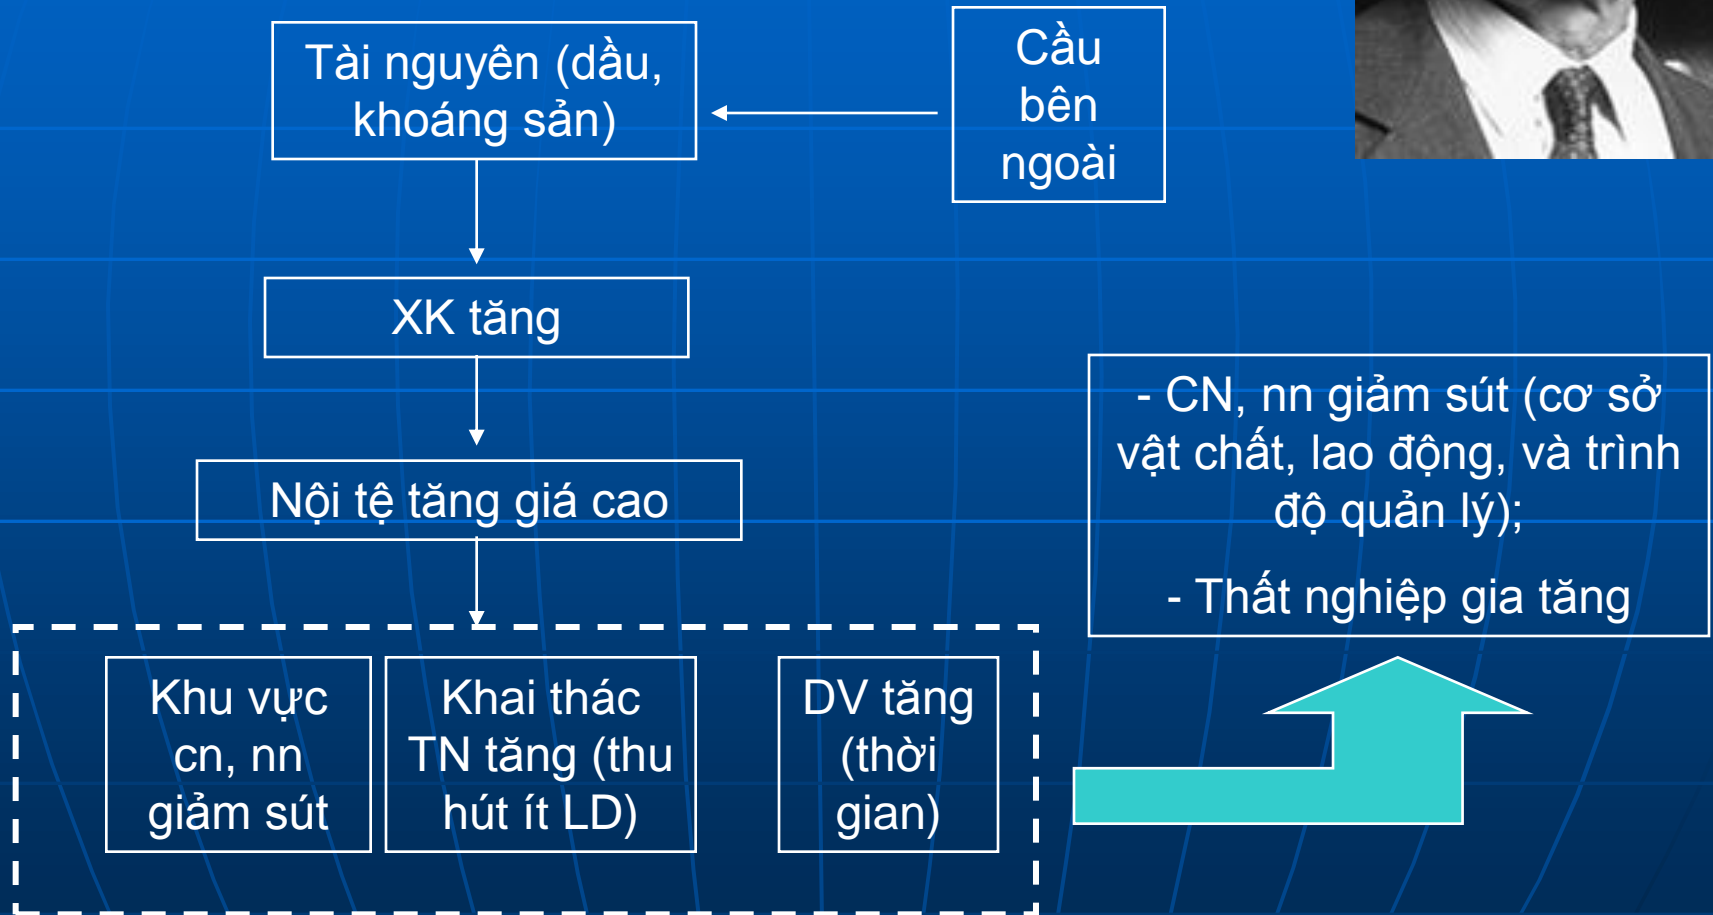 Tài nguyên (dầu,
khoáng sản)
Cầu
bên
ngoài
XK tăng
Nội tệ tăng giá cao
- CN, nn giảm sút (cơ sở
vật chất, lao động, và trình
độ quản lý);
- Thất nghiệp gia tăng
Khu vực
cn, nn
giảm sút
Khai thác
TN tăng (thu
hút ít LD)
DV tăng
(thời
gian)